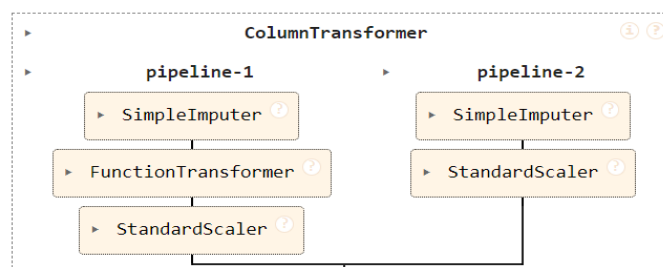 ColumnTransformer
pipeline-1 pipeline-2
SimpleImputer ? SimpleImputer ?
FunctionTransformer ? StandardScaler ?
StandardScaler ?
i ?